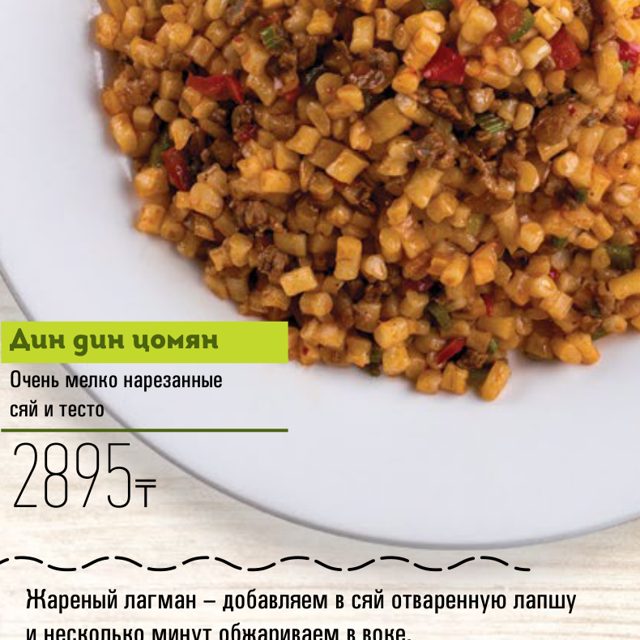 Дин дин цомян
Очень мелко нарезанные
сяй и тесто
2895₸
Жареный лагман – добавляем в сяй отваренную лапшу
и несколько минут обжариваем в воке.